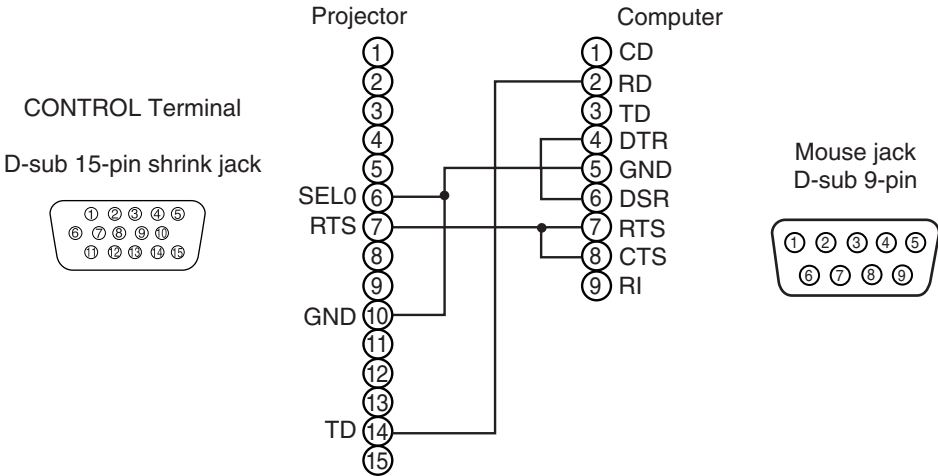 Projector
Computer
CONTROL Terminal
D-sub 15-pin shrink jack
① ② ③ ④ ⑤
⑥ ⑦ ⑧ ⑨ ⑩
⑪ ⑫ ⑬ ⑭ ⑮
①
②
③
④
⑤
SEL0 ⑥
RTS ⑦
⑧
⑨
GND ⑩
⑪
⑫
⑬
TD ⑭
⑮
① CD
② RD
③ TD
④ DTR
⑤ GND
⑥ DSR
⑦ RTS
⑧ CTS
⑨ RI
Mouse jack
D-sub 9-pin
① ② ③ ④ ⑤
⑥ ⑦ ⑧ ⑨